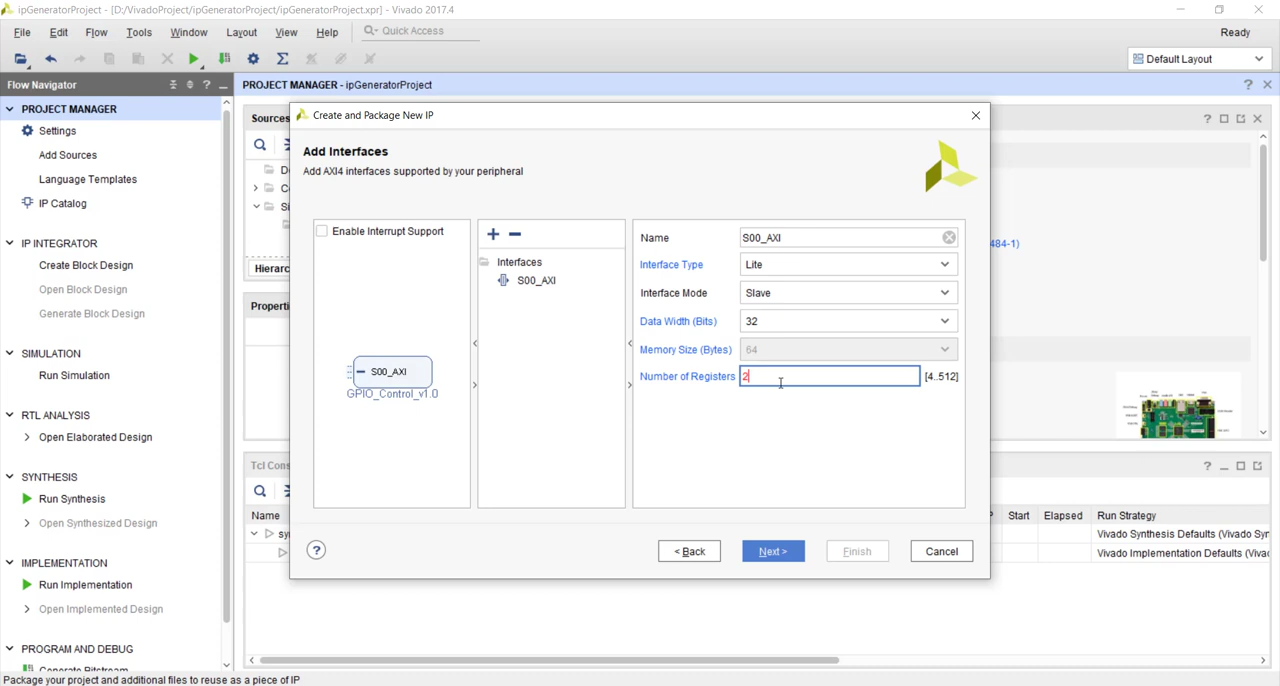 ipGeneratorProject - [D:/VivadoProject/ipGeneratorProject/ipGeneratorProject.xpr] - Vivado 2017.4
File Edit Flow Tools Window Layout View Help Quick Access Ready
Default Layout
Flow Navigator
PROJECT MANAGER - ipGeneratorProject
PROJECT MANAGER
Settings
Add Sources
Language Templates
IP Catalog
IP INTEGRATOR
Create Block Design
Open Block Design
Generate Block Design
SIMULATION
Run Simulation
RTL ANALYSIS
Open Elaborated Design
SYNTHESIS
Run Synthesis
Open Synthesized Design
IMPLEMENTATION
Run Implementation
Open Implemented Design
PROGRAM AND DEBUG
Generate Bitstream
Sources
Hierarc
Properti
Tcl Cons
Name
Create and Package New IP
Add Interfaces
Add AXI4 interfaces supported by your peripheral
Enable Interrupt Support
S00_AXI
GPIO_Control_v1.0
Interfaces
S00_AXI
Name S00_AXI
Interface Type Lite
Interface Mode Slave
Data Width (Bits) 32
Memory Size (Bytes) 64
Number of Registers 2 [4..512]
< Back Next > Finish Cancel
484-1)
Start Elapsed Run Strategy
Vivado Synthesis Defaults (Vivado Syn
Vivado Implementation Defaults (Vivac
Package your project and additional files to reuse as a piece of IP